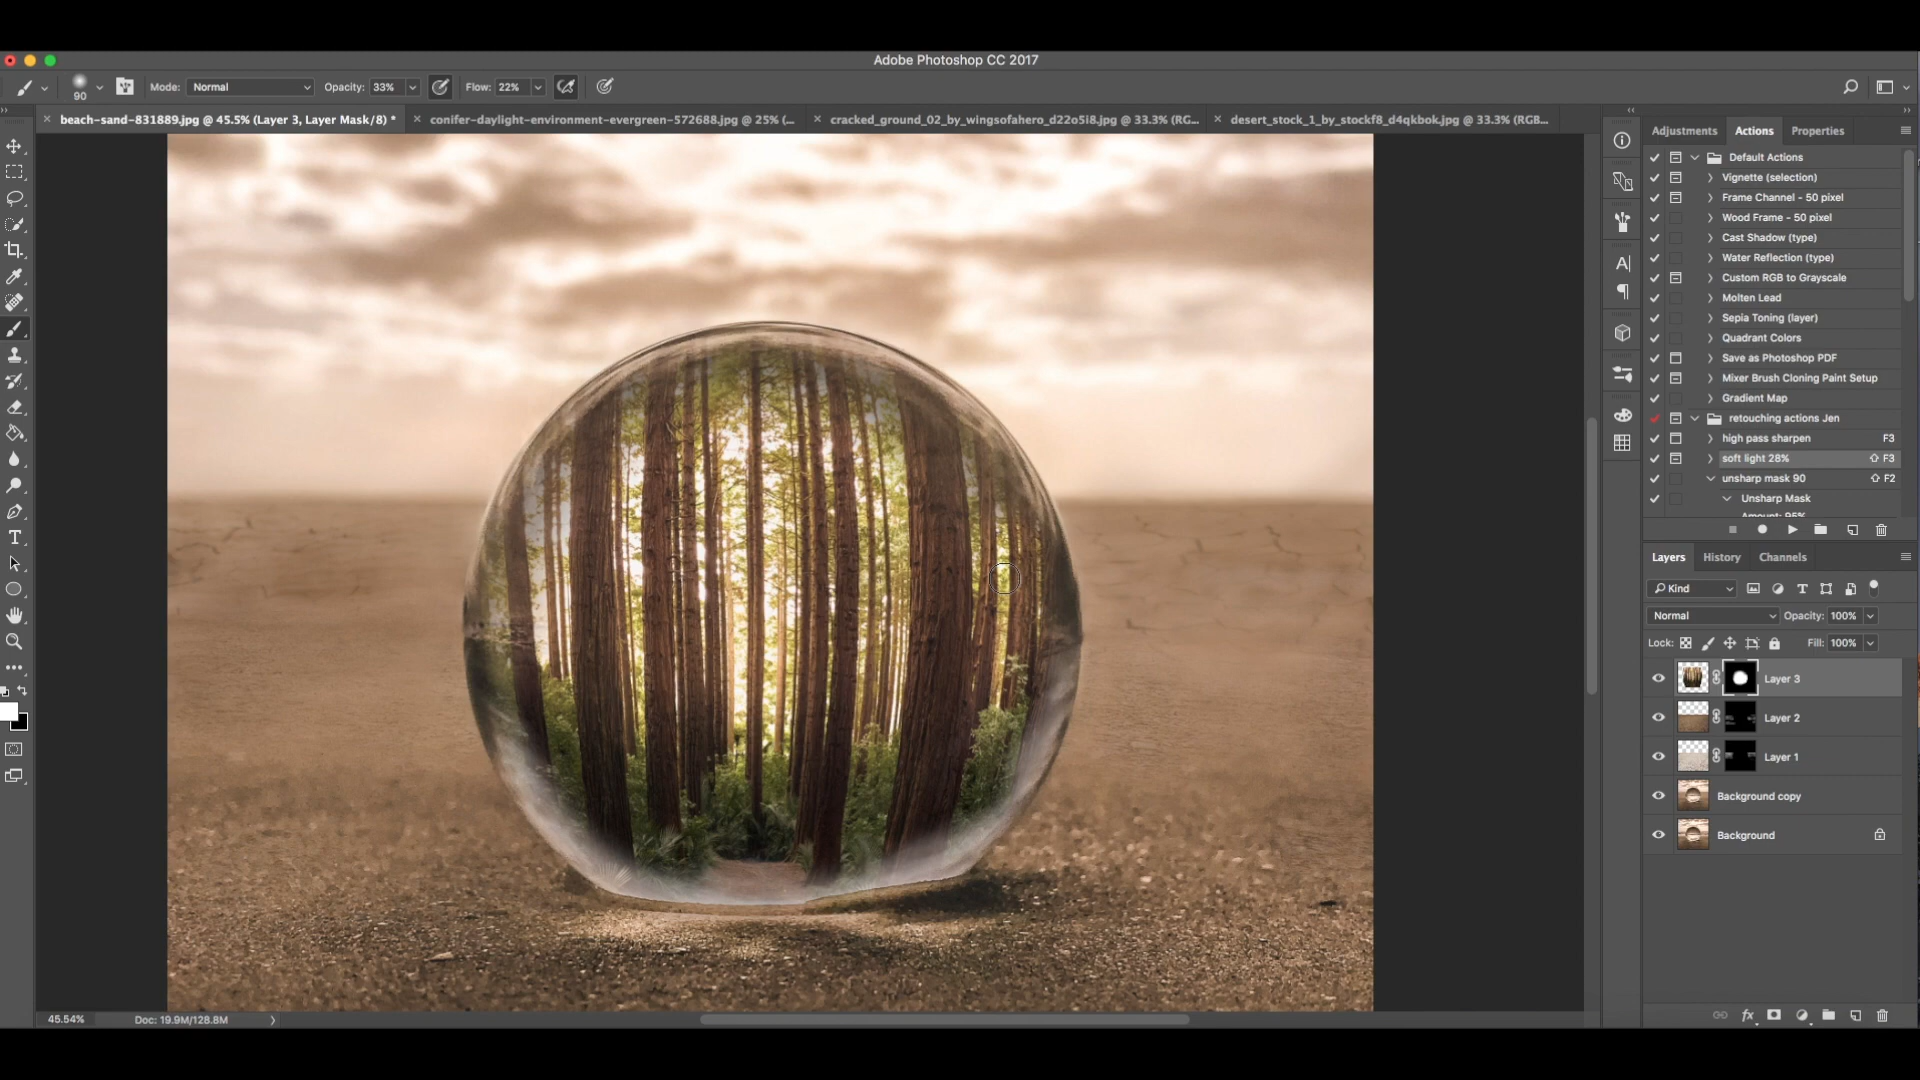 Adobe Photoshop CC 2017
90
Mode: Normal
Opacity: 33%
Flow: 22%
beach-sand-831889.jpg @ 45.5% (Layer 3, Layer Mask/8) *
conifer-daylight-environment-evergreen-572688.jpg @ 25% (...
cracked_ground_02_by_wingsofahero_d22o5i8.jpg @ 33.3% (RG...
desert_stock_1_by_stockf8_d4qkbok.jpg @ 33.3% (RGB...
Adjustments
Actions
Properties
Default Actions
Vignette (selection)
Frame Channel - 50 pixel
Wood Frame - 50 pixel
Cast Shadow (type)
Water Reflection (type)
Custom RGB to Grayscale
Molten Lead
Sepia Toning (layer)
Quadrant Colors
Save as Photoshop PDF
Mixer Brush Cloning Paint Setup
Gradient Map
retouching actions Jen
high pass sharpen F3
soft light 28% F3
unsharp mask 90 F2
Unsharp Mask
Layers
History
Channels
Kind
Normal
Opacity: 100%
Lock:
Fill: 100%
Layer 3
Layer 2
Layer 1
Background copy
Background
fx
45.54%
Doc: 19.9M/128.8M